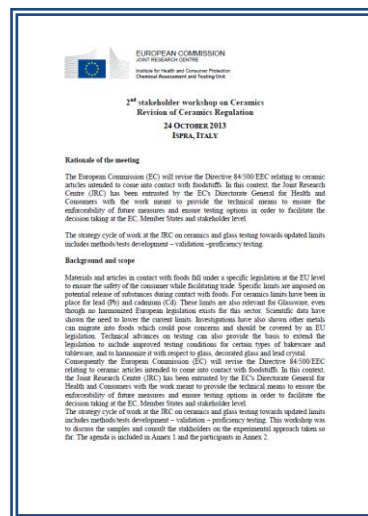 EUROPEAN COMMISSION
JOINT RESEARCH CENTRE
Institute for Health and Consumer Protection
Chemical Assessment and Testing Unit
2nd stakeholder workshop on Ceramics
Revision of Ceramics Regulation
24 OCTOBER 2013
ISPRA, ITALY
Rationale of the meeting
The European Commission (EC) will revise the Directive 84/500/EEC relating to ceramic
articles intended to come into contact with foodstuffs. In this context, the Joint Research
Centre (JRC) has been entrusted by the EC's Directorate General for Health and
Consumers with the work meant to provide the technical means to ensure the
enforceability of future measures and ensure testing options in order to facilitate the
decision taking at the EC, Member States and stakeholder level.
The strategy cycle of work at the JRC on ceramics and glass testing towards updated limits
includes methods/tests development – validation –proficiency testing.
Background and scope
Materials and articles in contact with foods fall under a specific legislation at the EU level
to ensure the safety of the consumer while facilitating trade. Specific limits are imposed on
potential release of substances during contact with foods. For ceramics limits have been in
place for lead (Pb) and cadmium (Cd). These limits are also relevant for Glassware, even
though no harmonized European legislation exists for this sector. Scientific data have
shown the need to lower the current limits. Investigations have also shown other metals
can migrate into foods which could pose concerns and should be covered by an EU
legislation. Technical advances on testing can also provide the basis to extend the
legislation to include improved testing conditions for certain types of bakeware and
tableware, and to harmonize it with respect to glass, decorated glass and lead crystal.
Consequently the European Commission (EC) will revise the Directive 84/500/EEC
relating to ceramic articles intended to come into contact with foodstuffs. In this context,
the Joint Research Centre (JRC) has been entrusted by the EC's Directorate General for
Health and Consumers with the work meant to provide the technical means to ensure the
enforceability of future measures and ensure testing options in order to facilitate the
decision taking at the EC, Member States and stakeholder level.
The strategy cycle of work at the JRC on ceramics and glass testing towards updated limits
includes methods/tests development – validation – proficiency testing. This workshop was
to discuss the samples and consult the stakholders on the experimental approach taken so
far. The agenda is included in Annex 1 and the participants in Annex 2.